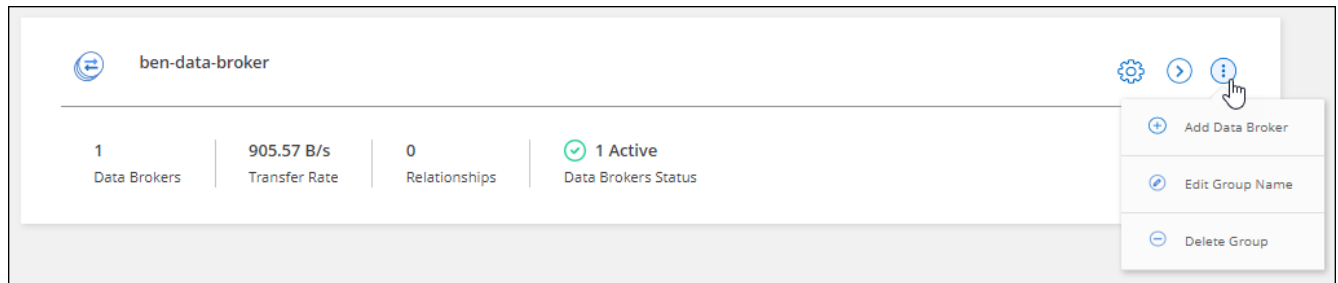 ben-data-broker
Add Data Broker
1
905.57 B/s
0
1 Active
Data Brokers
Transfer Rate
Relationships
Data Brokers Status
Edit Group Name
Delete Group